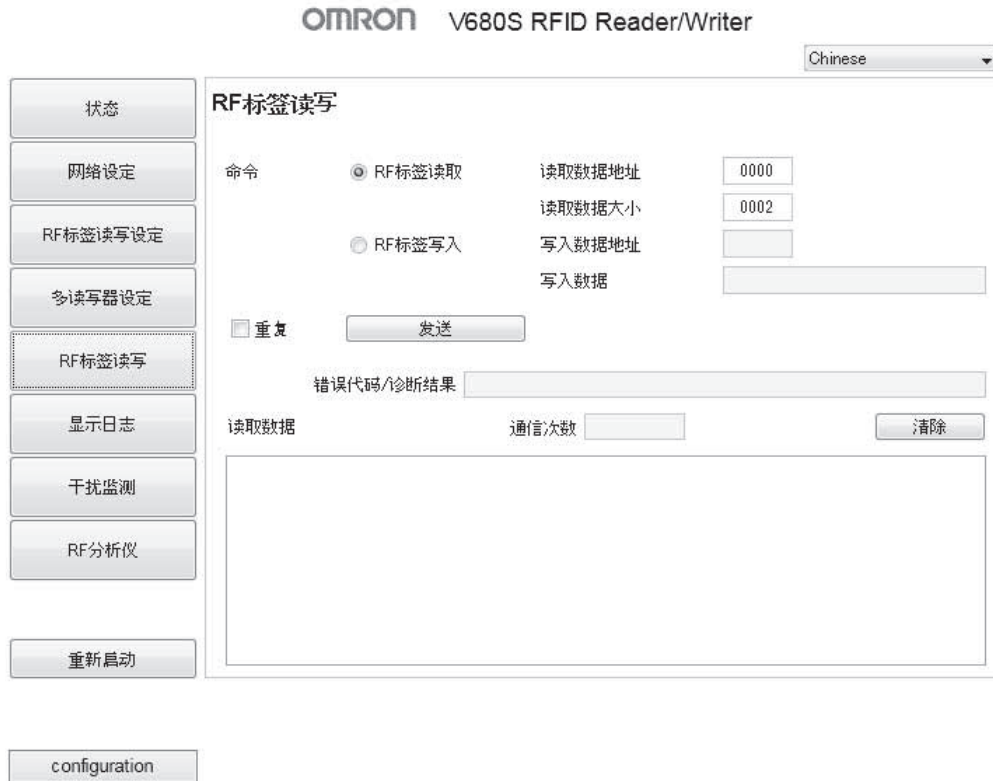 OMRON V680S RFID Reader/Writer
Chinese
状态
网络设定
RF标签读写设定
多读写器设定
RF标签读写
显示日志
干扰监测
RF分析仪
重新启动
configuration
RF标签读写
命令 RF标签读取 读取数据地址 0000
读取数据大小 0002
RF标签写入 写入数据地址
写入数据
重复 发送
错误代码/诊断结果
读取数据 通信次数 清除